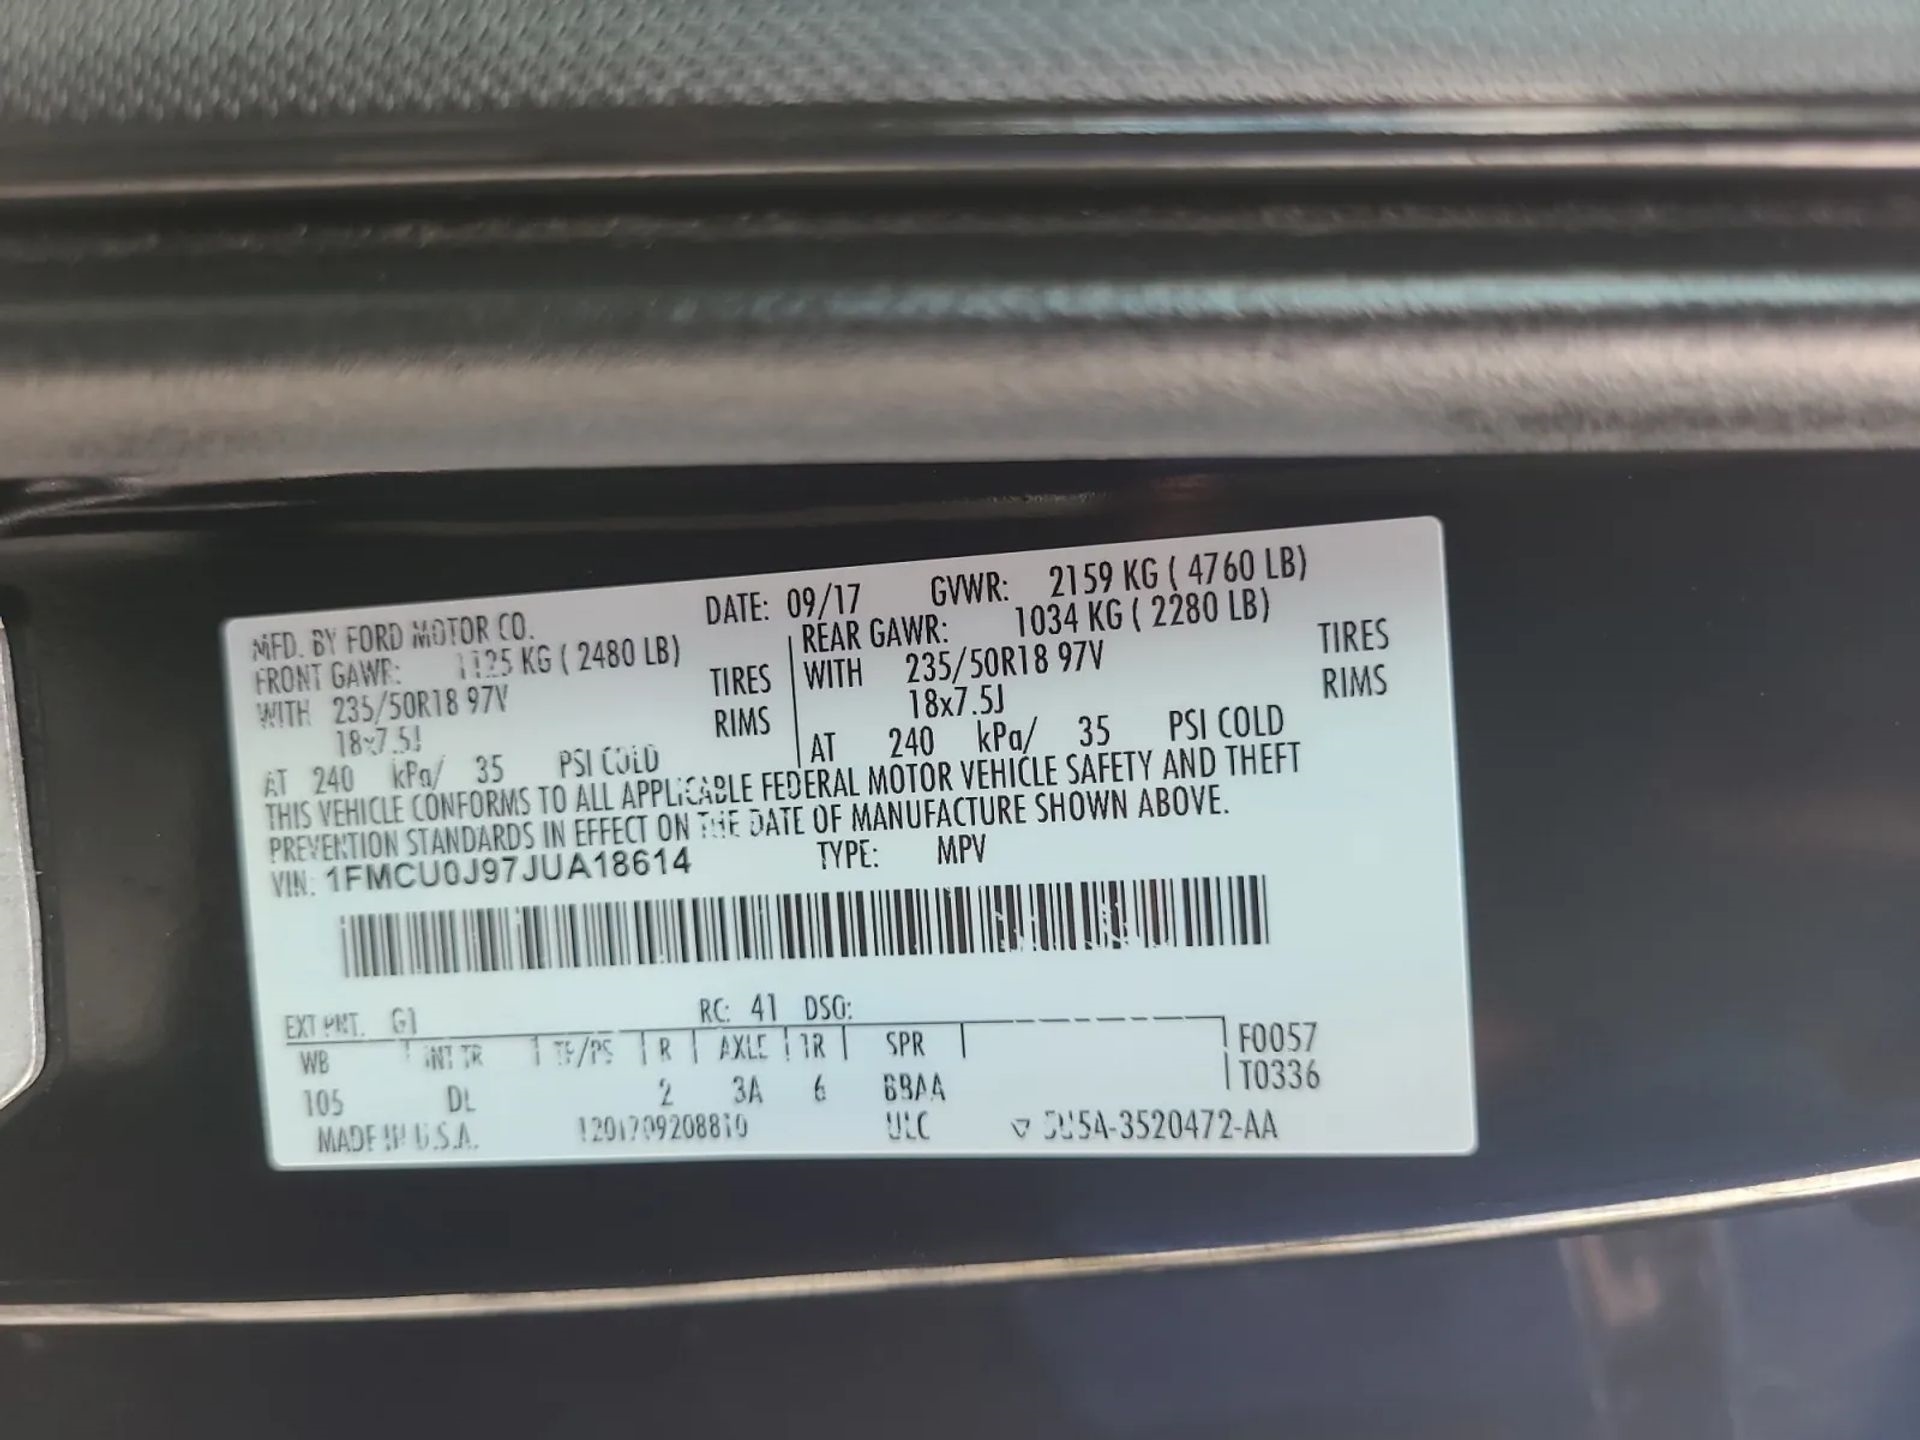 MFD. BY FORD MOTOR CO. DATE: 09/17 GVWR: 2159 KG ( 4760 LB)
FRONT GAWR: 1125 KG ( 2480 LB) REAR GAWR: 1034 KG ( 2280 LB)
WITH 235/50R18 97V TIRES WITH 235/50R18 97V TIRES
18x7.5J RIMS 18x7.5J RIMS
AT 240 kPa/ 35 PSI COLD AT 240 kPa/ 35 PSI COLD
THIS VEHICLE CONFORMS TO ALL APPLICABLE FEDERAL MOTOR VEHICLE SAFETY AND THEFT
PREVENTION STANDARDS IN EFFECT ON THE DATE OF MANUFACTURE SHOWN ABOVE.
VIN: 1FMCU0J97JUA18614 TYPE: MPV
EXT PNT. G1 RC: 41 DSO:
WB INT TR TP/PS R AXLE TR SPR F0057
105 DL 2 3A 6 BBAA T0336
MADE IN U.S.A. ULC